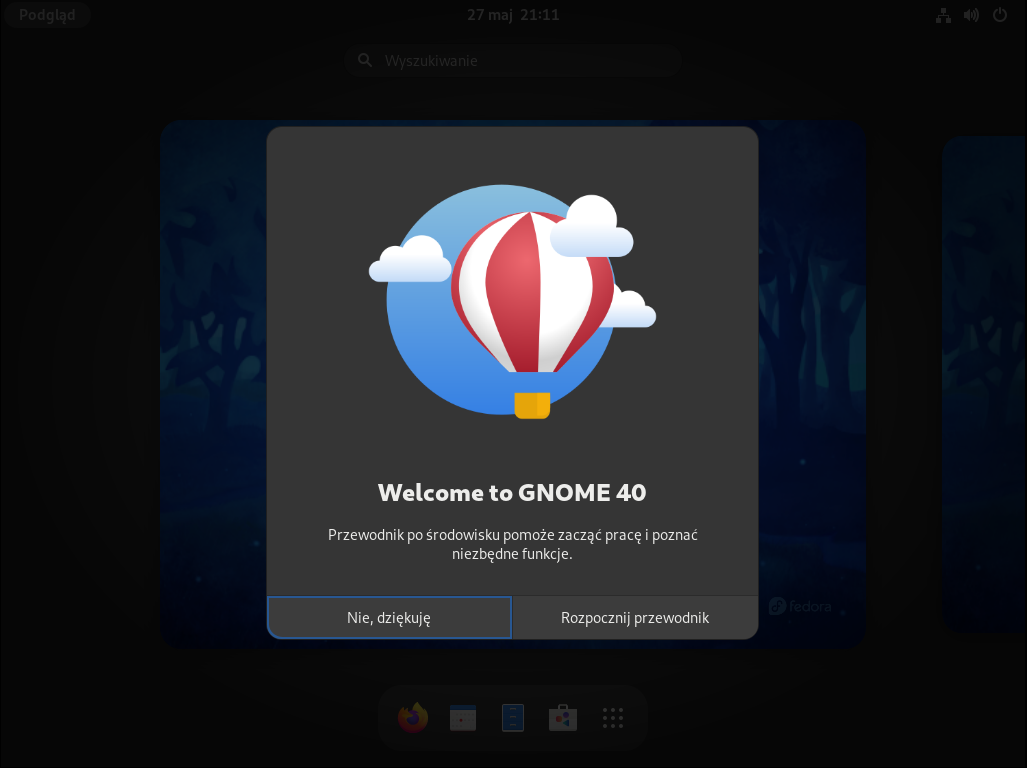 Podgląd
27 maj 21:11
Wyszukiwanie
Welcome to GNOME 40
Przewodnik po środowisku pomoże zacząć pracę i poznać
niezbędne funkcje.
fedora
Nie, dziękuję
Rozpocznij przewodnik